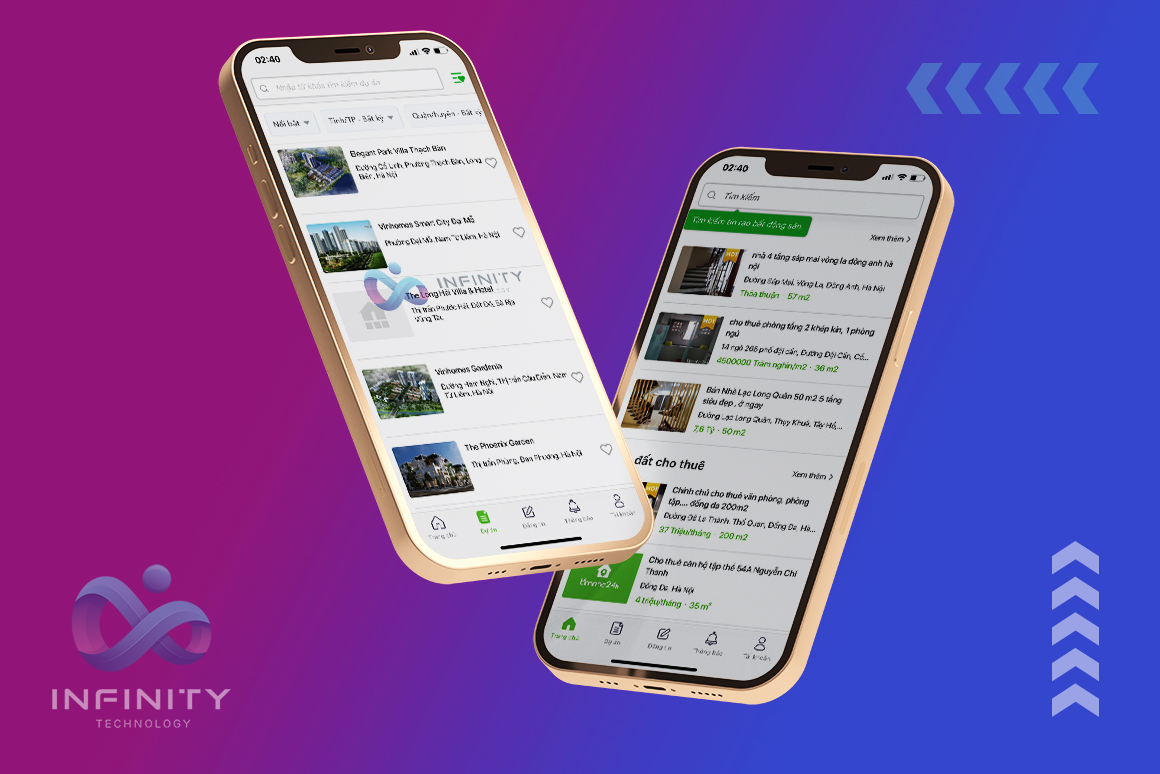 02:40
Nhập từ khóa tìm kiếm dự án
Nổi bật
Tỉnh/TP - Bất kỳ
Quận/huyện - Bất kỳ
Elegant Park Villa Thạch Bàn
Đường Cổ Linh, Phường Thạch Bàn, Long
Biên, Hà Nội
Vinhomes Smart City Đại Mỗ
Phường Đại Mỗ, Nam Từ Liêm, Hà Nội
INFINITY
The Long Hải Villa & Hotel
Thị trấn Phước Hải, Đất Đỏ, Bà Rịa
Vũng Tàu
Vinhomes Gardenia
Đường Hàm Nghi, Thị trấn Cầu Diễn, Nam
Từ Liêm, Hà Nội
The Phoenix Garden
Thị trấn Phùng, Đan Phượng, Hà Nội
Trang chủ
Dự án
Đăng tin
Thông báo
Tài khoản
02:40
Tìm kiếm
Tìm kiếm tin rao bất động sản
Xem thêm
HOT
nhà 4 tầng sáp mai võng la đông anh hà
nội
Đường Sáp Mai, Võng La, Đông Anh, Hà Nội
Thỏa thuận · 57 m2
HOT
cho thuê phòng tầng 2 khép kín, 1 phòng
ngủ
14 ngõ 266 phố đội cấn, Đường Đội Cấn, Cố...
4500000 Trăm nghìn/m2 · 36 m2
Bán Nhà Lạc Long Quân 50 m2 5 tầng
siêu đẹp , ở ngay
Đường Lạc Long Quân, Thụy Khuê, Tây Hồ,...
7,6 Tỷ · 50 m2
đất cho thuê
Xem thêm
HOT
Chính chủ cho thuê văn phòng, phòng
tập,... đống đa 200m2
Đường Đê La Thành, Thổ Quan, Đống Đa, Hà...
37 Triệu/tháng · 200 m2
Cho thuê căn hộ tập thể 54A Nguyễn Chí
Thanh
Đống Đa, Hà Nội
4 triệu/tháng · 35 m²
Trang chủ
Dự án
Đăng tin
Thông báo
Tài khoản
INFINITY
TECHNOLOGY